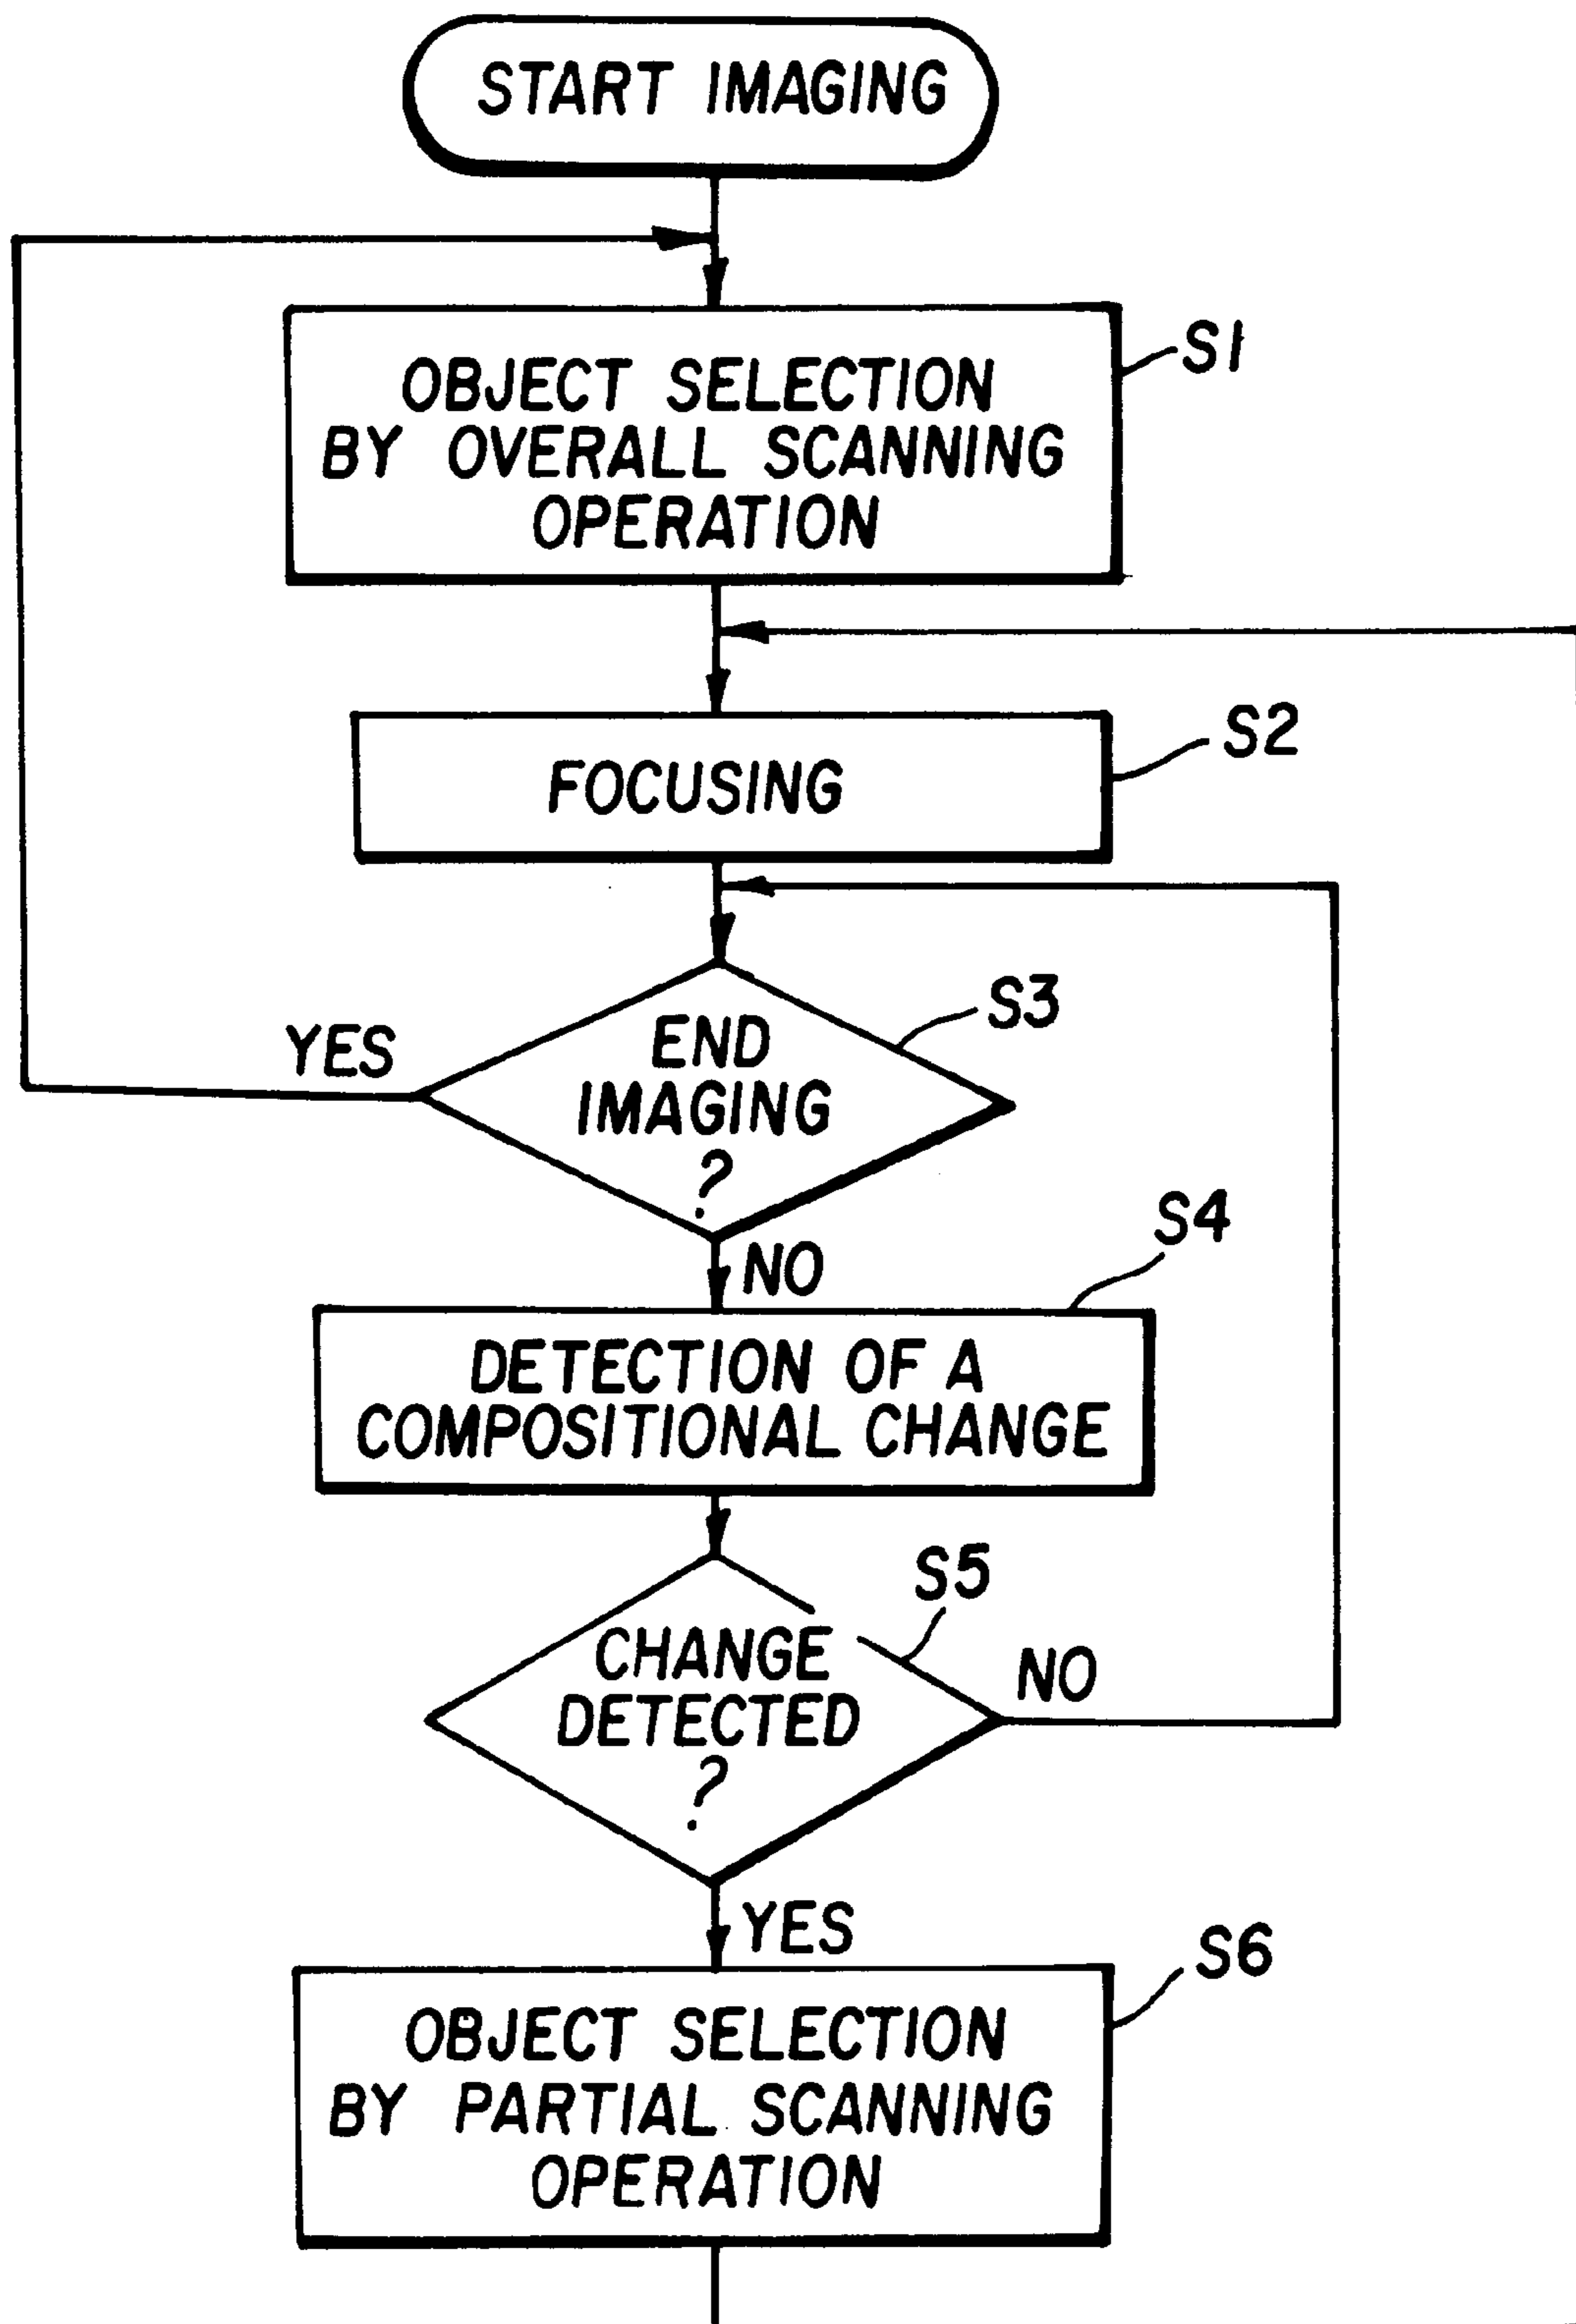 START IMAGING
OBJECT SELECTION
BY OVERALL SCANNING
OPERATION
S1
FOCUSING
S2
END
IMAGING
?
S3
YES
NO
DETECTION OF A
COMPOSITIONAL CHANGE
S4
CHANGE
DETECTED
?
S5
NO
YES
OBJECT SELECTION
BY PARTIAL SCANNING
OPERATION
S6